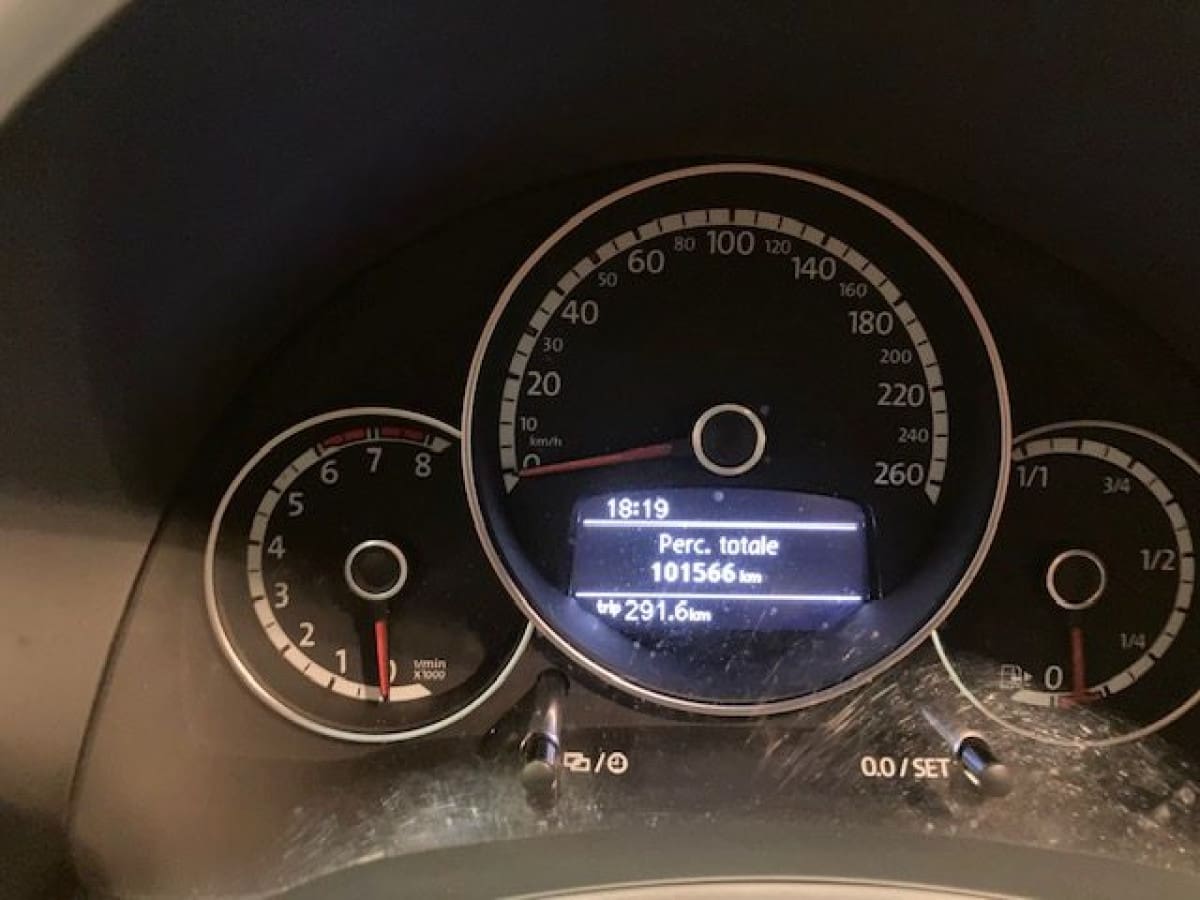 80 100 120
60 140
50 160
40 180
30 200
20 220
10 240
km/h
0 260
18:19
Perc. totale
101566 km
trip 291.6 km
6 7 8
5
4
3
2
1 0
1/min
X1000
1/1 3/4
1/2
1/4
0
/
0.0 / SET